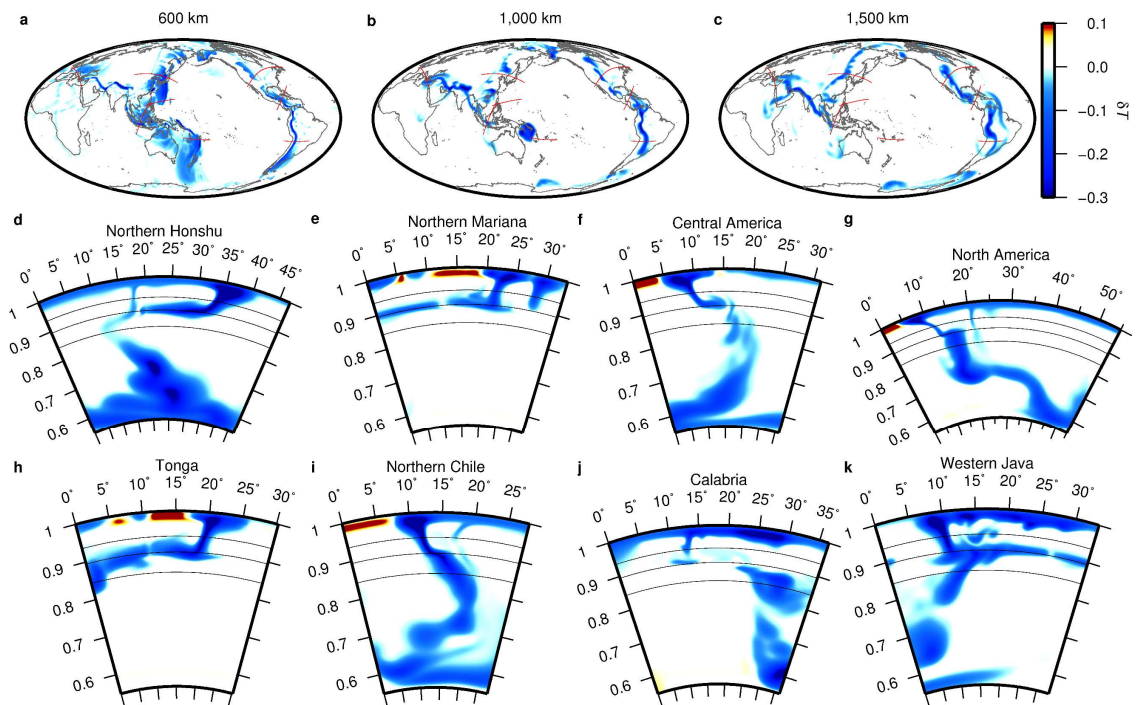 a 600 km
b 1,000 km
c 1,500 km
0.1
0.0
−0.1
−0.2
−0.3
δT
d Northern Honshu
0˚ 5˚ 10˚ 15˚ 20˚ 25˚ 30˚ 35˚ 40˚ 45˚
1
0.9
0.8
0.7
0.6
e Northern Mariana
0˚ 5˚ 10˚ 15˚ 20˚ 25˚ 30˚
1
0.9
0.8
0.7
0.6
f Central America
0˚ 5˚ 10˚ 15˚ 20˚ 25˚ 30˚
1
0.9
0.8
0.7
0.6
g North America
0˚ 10˚ 20˚ 30˚ 40˚ 50˚
1
0.9
0.8
0.7
0.6
h Tonga
0˚ 5˚ 10˚ 15˚ 20˚ 25˚ 30˚
1
0.9
0.8
0.7
0.6
i Northern Chile
0˚ 5˚ 10˚ 15˚ 20˚ 25˚
1
0.9
0.8
0.7
0.6
j Calabria
0˚ 5˚ 10˚ 15˚ 20˚ 25˚ 30˚ 35˚
1
0.9
0.8
0.7
0.6
k Western Java
0˚ 5˚ 10˚ 15˚ 20˚ 25˚ 30˚
1
0.9
0.8
0.7
0.6